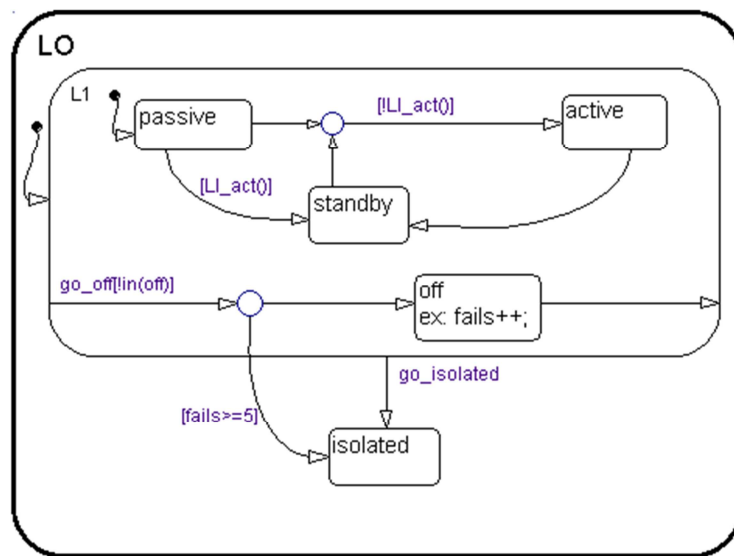 LO
L1
passive
[!LI_act()]
active
[LI_act()]
standby
go_off[!in(off)]
off
ex: fails++;
go_isolated
[fails>=5]
isolated